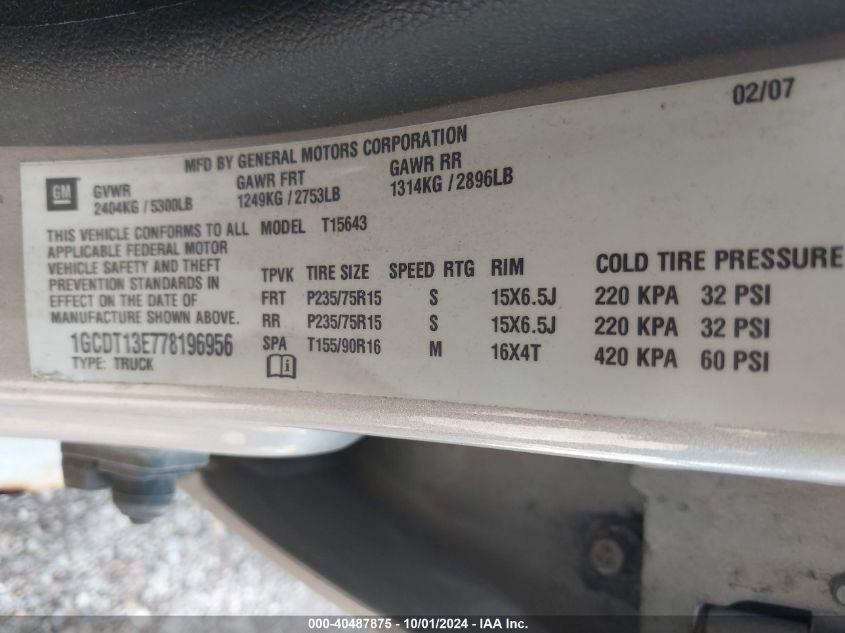 02/07
MFD BY GENERAL MOTORS CORPORATION
GM
GVWR
2404KG / 5300LB
GAWR FRT
1249KG / 2753LB
GAWR RR
1314KG / 2896LB
THIS VEHICLE CONFORMS TO ALL
APPLICABLE FEDERAL MOTOR
VEHICLE SAFETY AND THEFT
PREVENTION STANDARDS IN
EFFECT ON THE DATE OF
MANUFACTURE SHOWN ABOVE.
1GCDT13E778196956
TYPE: TRUCK
MODEL T15643
TPVK TIRE SIZE SPEED RTG RIM COLD TIRE PRESSURE
FRT P235/75R15 S 15X6.5J 220 KPA 32 PSI
RR P235/75R15 S 15X6.5J 220 KPA 32 PSI
SPA T155/90R16 M 16X4T 420 KPA 60 PSI
000-40487875 - 10/01/2024 - IAA Inc.